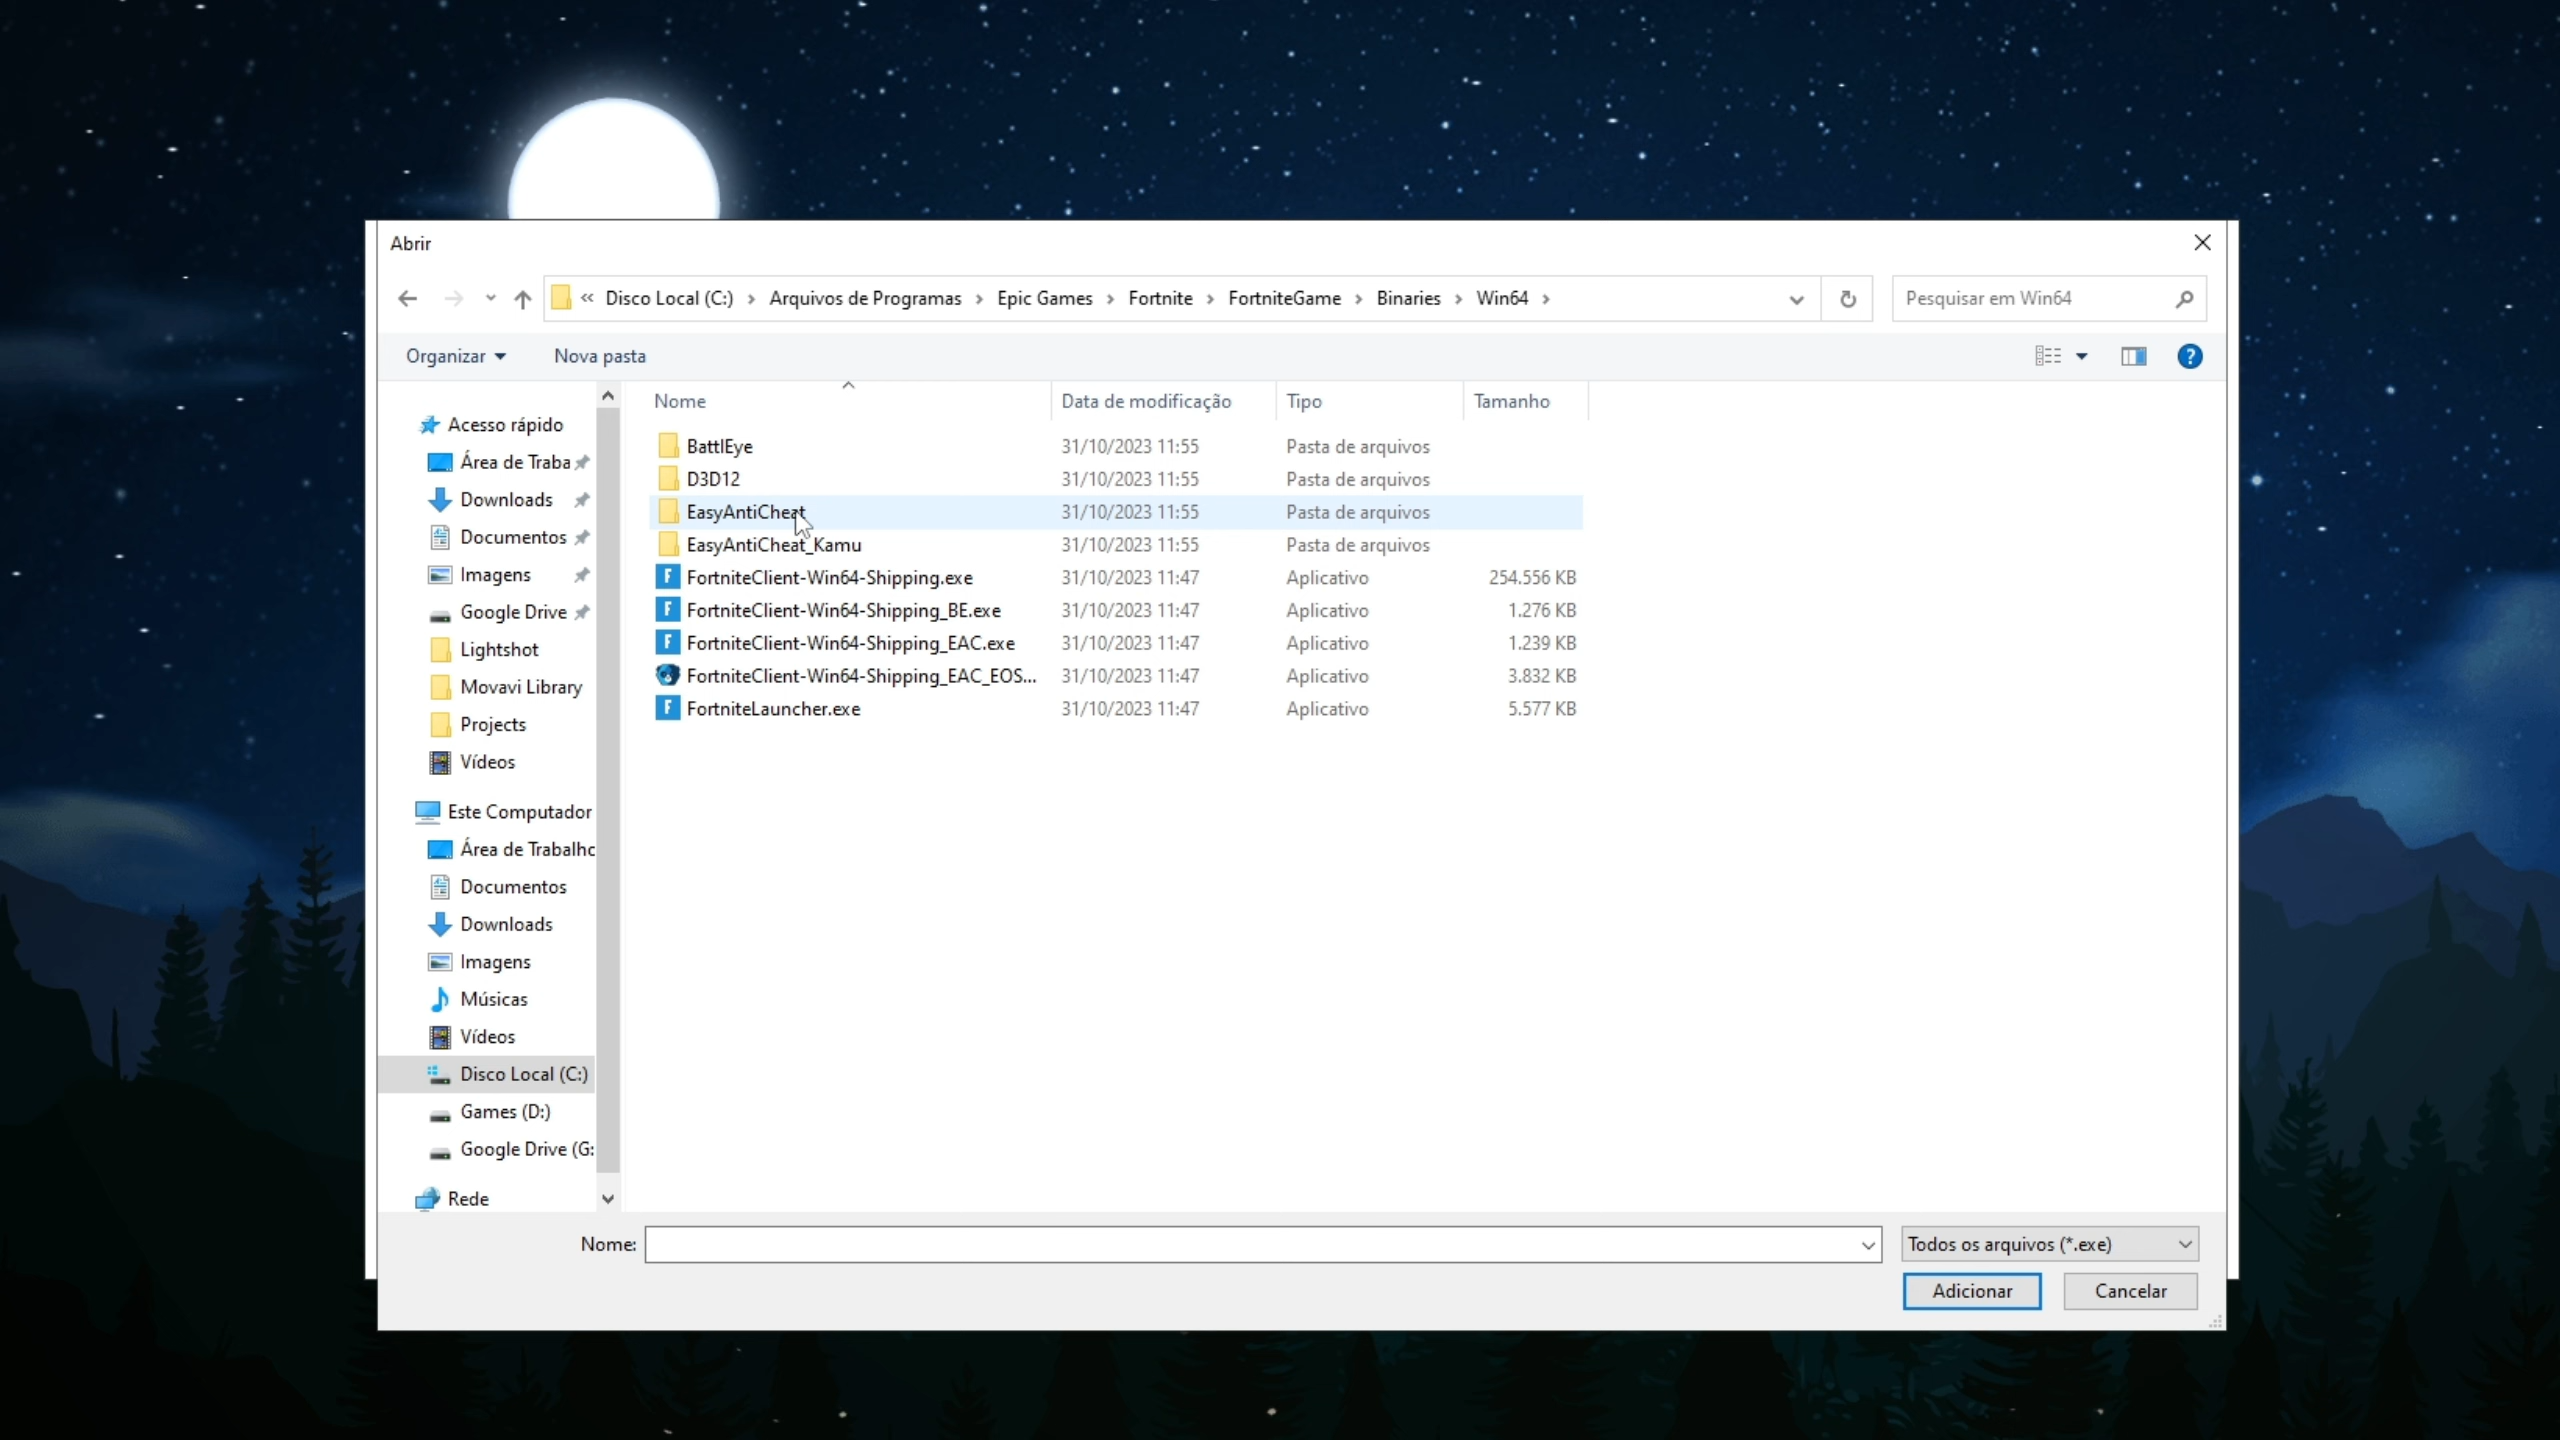 Abrir
« Disco Local (C:) › Arquivos de Programas › Epic Games › Fortnite › FortniteGame › Binaries › Win64 ›
Pesquisar em Win64
Organizar
Nova pasta
Acesso rápido
Área de Traba
Downloads
Documentos
Imagens
Google Drive
Lightshot
Movavi Library
Projects
Vídeos
Este Computador
Área de Trabalho
Documentos
Downloads
Imagens
Músicas
Vídeos
Disco Local (C:)
Games (D:)
Google Drive (G:
Rede
Nome Data de modificação Tipo Tamanho
BattlEye 31/10/2023 11:55 Pasta de arquivos
D3D12 31/10/2023 11:55 Pasta de arquivos
EasyAntiCheat 31/10/2023 11:55 Pasta de arquivos
EasyAntiCheat_Kamu 31/10/2023 11:55 Pasta de arquivos
FortniteClient-Win64-Shipping.exe 31/10/2023 11:47 Aplicativo 254.556 KB
FortniteClient-Win64-Shipping_BE.exe 31/10/2023 11:47 Aplicativo 1.276 KB
FortniteClient-Win64-Shipping_EAC.exe 31/10/2023 11:47 Aplicativo 1.239 KB
FortniteClient-Win64-Shipping_EAC_EOS... 31/10/2023 11:47 Aplicativo 3.832 KB
FortniteLauncher.exe 31/10/2023 11:47 Aplicativo 5.577 KB
Nome:
Todos os arquivos (*.exe)
Adicionar
Cancelar